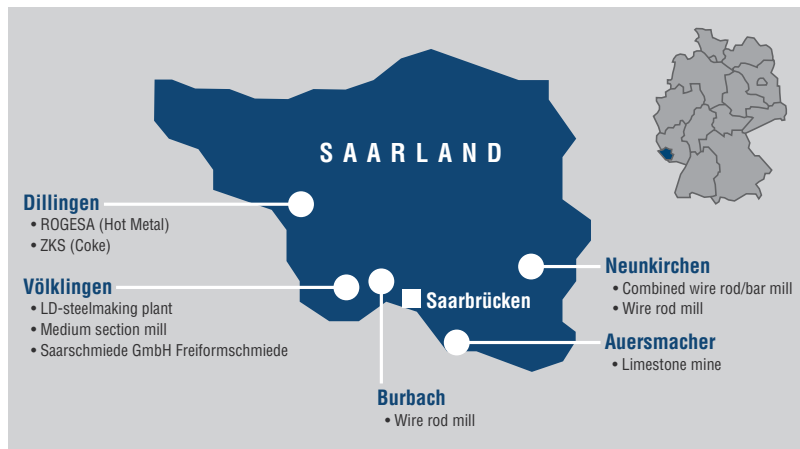 SAARLAND
Dillingen
• ROGESA (Hot Metal)
• ZKS (Coke)
Völklingen
• LD-steelmaking plant
• Medium section mill
• Saarschmiede GmbH Freiformschmiede
Saarbrücken
Burbach
• Wire rod mill
Neunkirchen
• Combined wire rod/bar mill
• Wire rod mill
Auersmacher
• Limestone mine